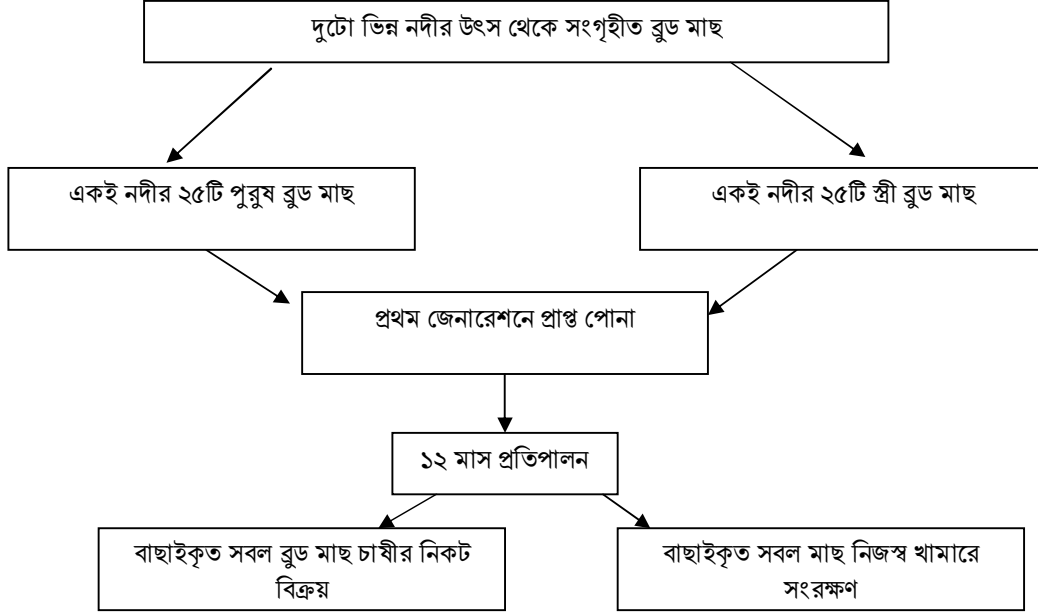 দুটো ভিন্ন নদীর উৎস থেকে সংগৃহীত ব্রুড মাছ
একই নদীর ২৫টি পুরুষ ব্রুড মাছ
একই নদীর ২৫টি স্ত্রী ব্রুড মাছ
প্রথম জেনারেশনে প্রাপ্ত পোনা
১২ মাস প্রতিপালন
বাছাইকৃত সবল ব্রুড মাছ চাষীর নিকট
বিক্রয়
বাছাইকৃত সবল মাছ নিজস্ব খামারে
সংরক্ষণ